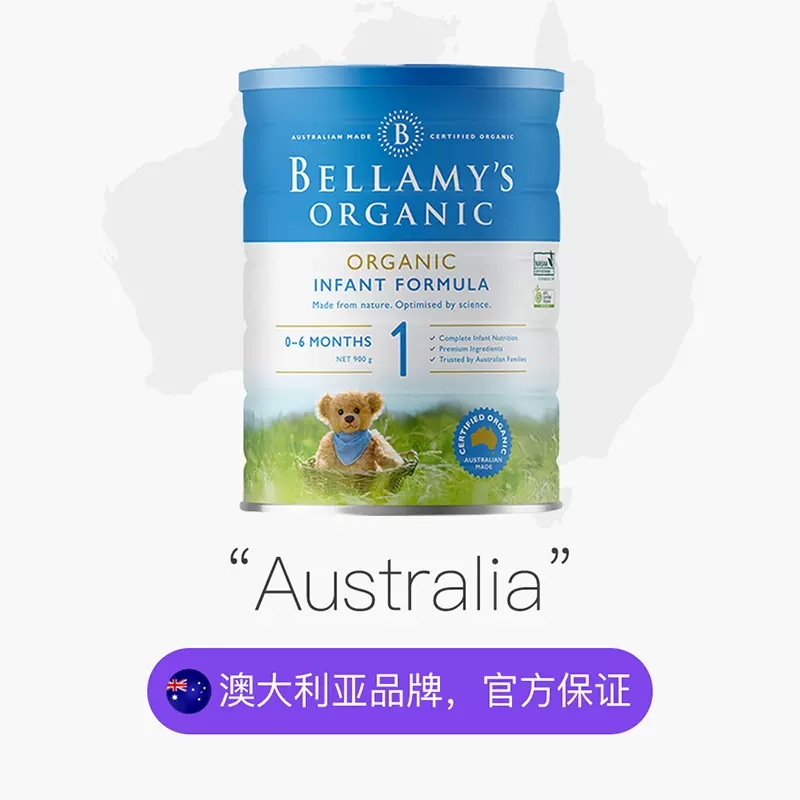 AUSTRALIAN MADE B CERTIFIED ORGANIC
BELLAMY'S
ORGANIC
ORGANIC
INFANT FORMULA
Made from nature. Optimised by science.
0-6 MONTHS
NET 900 g
1
✓ Complete Infant Nutrition
✓ Premium Ingredients
✓ Trusted by Australian Families
CERTIFIED ORGANIC
AUSTRALIAN
MADE
“Australia”
澳大利亚品牌，官方保证